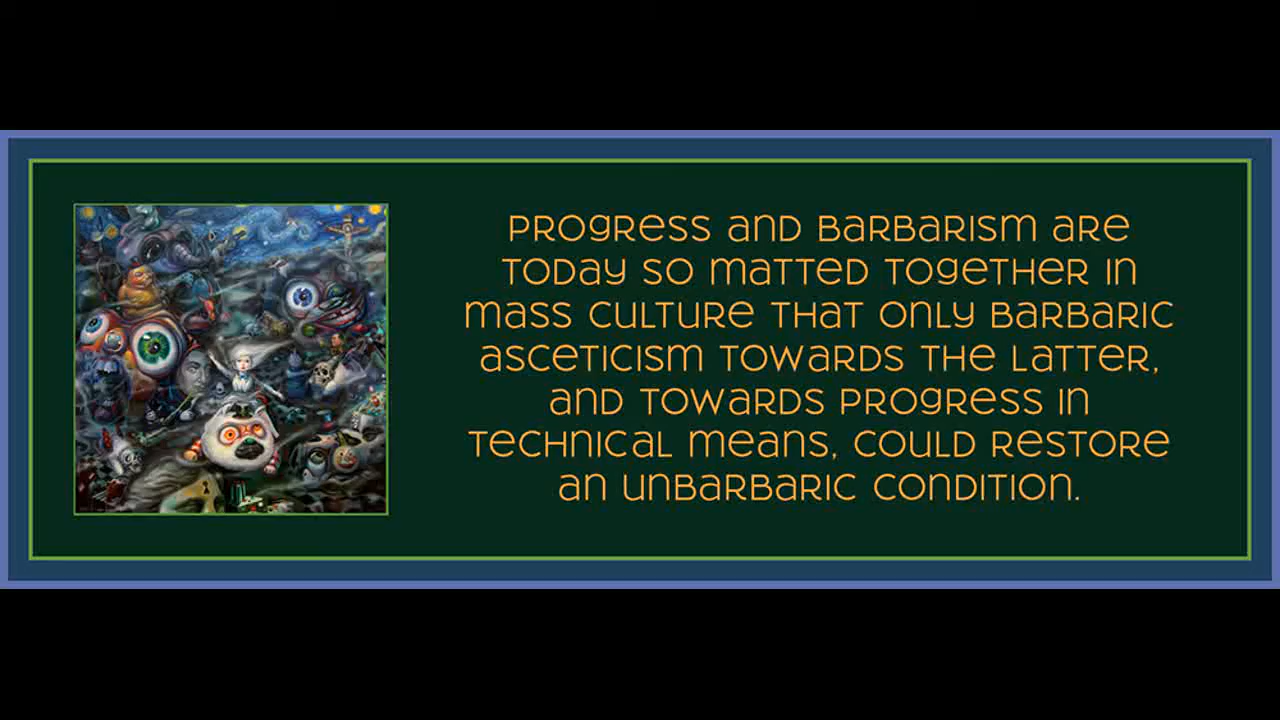 PROGRESS AND BARBARISM ARE
TODAY SO MATTED TOGETHER IN
MASS CULTURE THAT ONLY BARBARIC
ASCETICISM TOWARDS THE LATTER,
AND TOWARDS PROGRESS IN
TECHNICAL MEANS, COULD RESTORE
AN UNBARBARIC CONDITION.